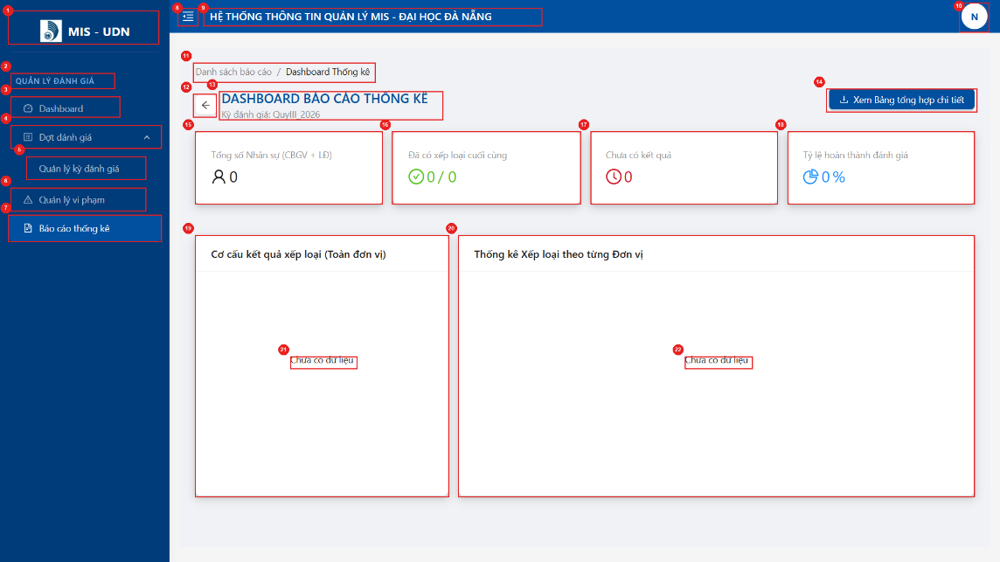 1
MIS - UDN
2
QUẢN LÝ ĐÁNH GIÁ
3
Dashboard
4
Đợt đánh giá
5
Quản lý kỳ đánh giá
6
Quản lý vi phạm
7
Báo cáo thống kê
8
9
HỆ THỐNG THÔNG TIN QUẢN LÝ MIS - ĐẠI HỌC ĐÀ NẴNG
10
N
11
Danh sách báo cáo / Dashboard Thống kê
12
13
DASHBOARD BÁO CÁO THỐNG KÊ
Kỳ đánh giá: QuyIII_2026
14
Xem Bảng tổng hợp chi tiết
15
Tổng số Nhân sự (CBGV + LĐ)
0
16
Đã có xếp loại cuối cùng
0 / 0
17
Chưa có kết quả
0
18
Tỷ lệ hoàn thành đánh giá
0 %
19
Cơ cấu kết quả xếp loại (Toàn đơn vị)
20
Thống kê Xếp loại theo từng Đơn vị
21
Chưa có dữ liệu
22
Chưa có dữ liệu